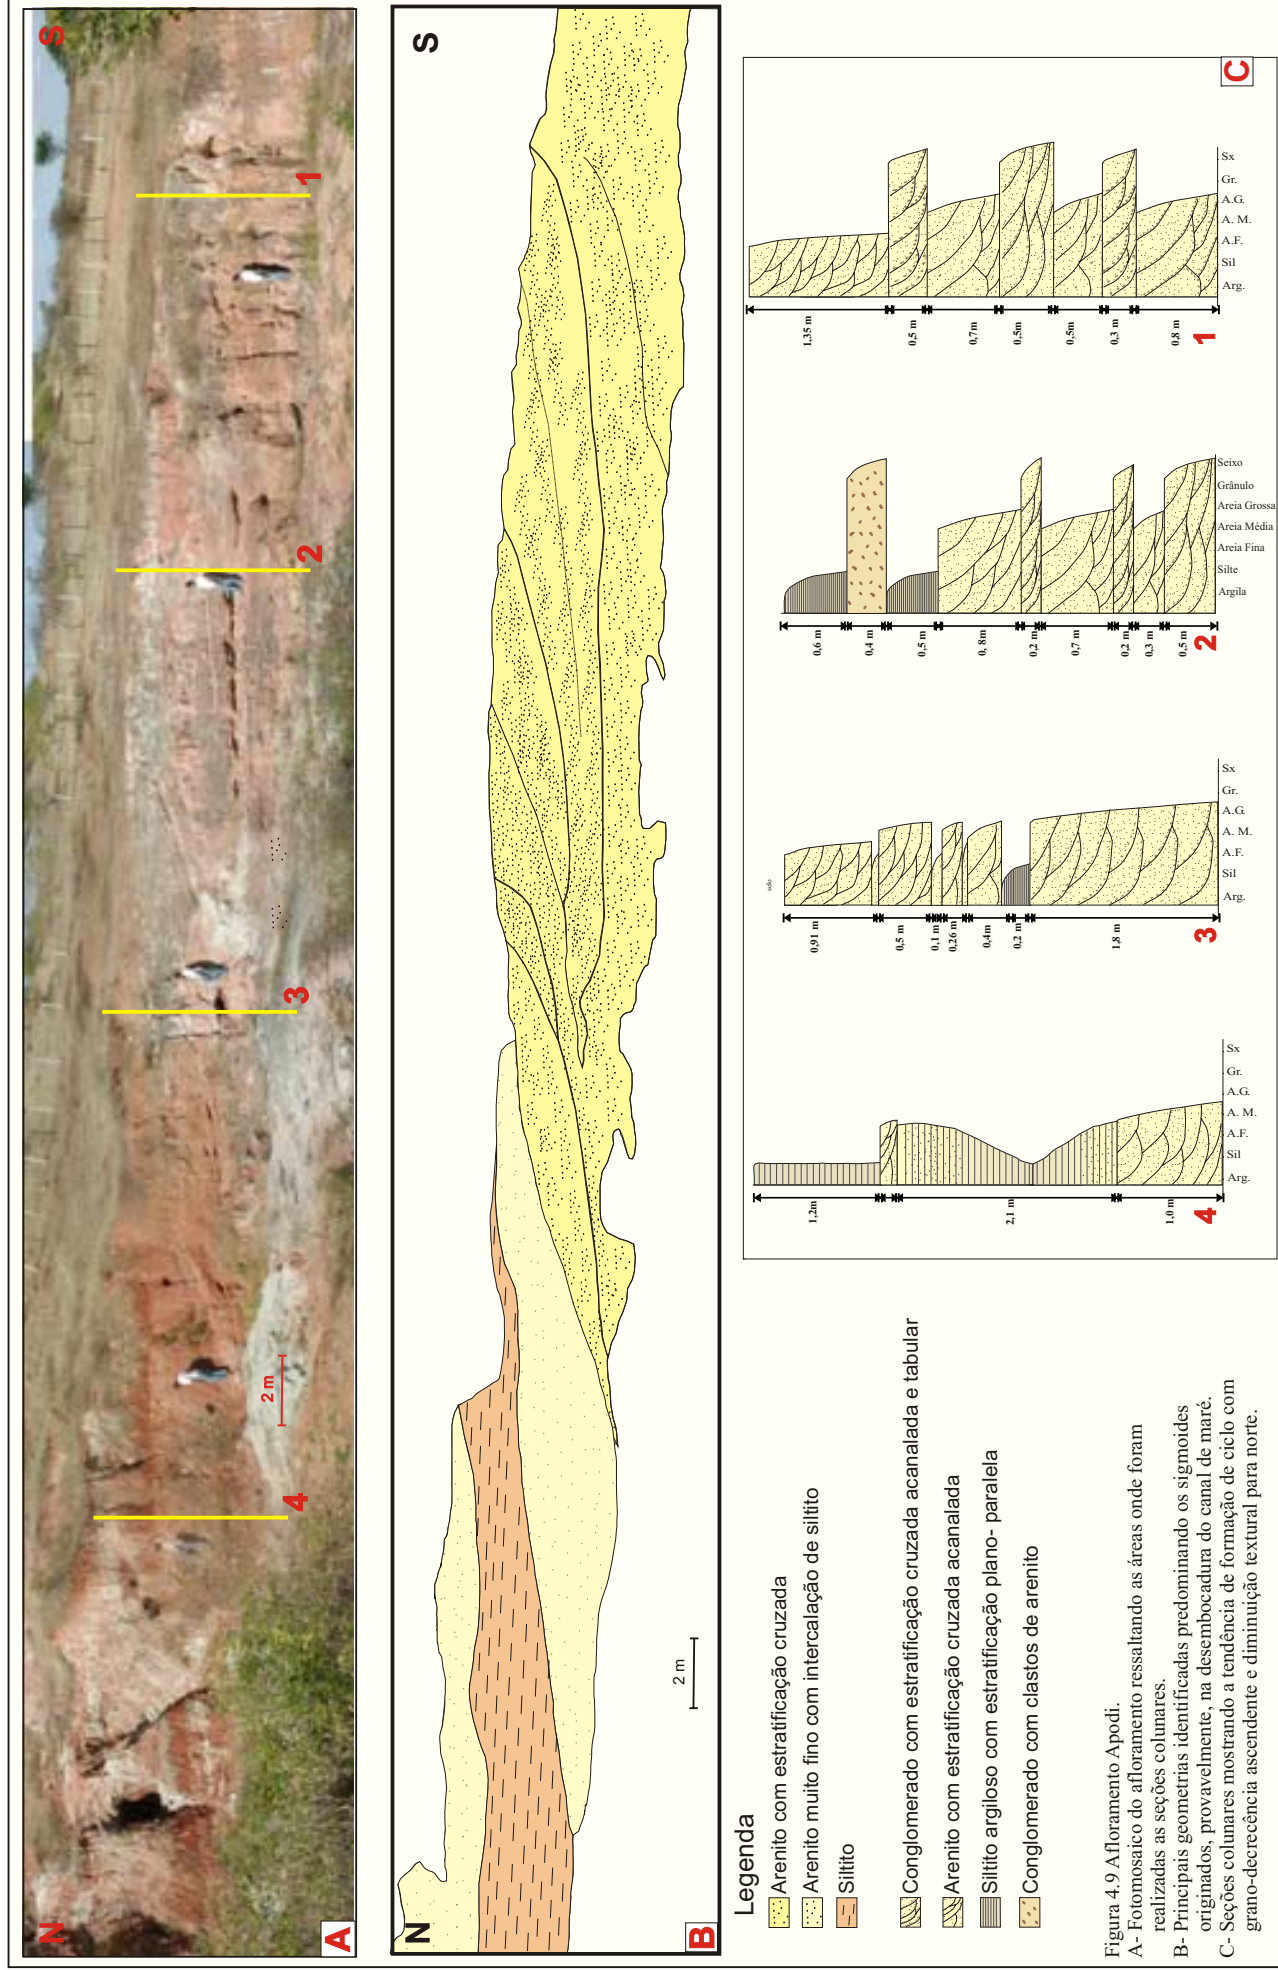 N
S
1
2
3
4
2 m
A
N
S
2 m
B
Legenda
Arenito com estratificação cruzada
Arenito muito fino com intercalação de siltito
Siltito
Conglomerado com estratificação cruzada acanalada e tabular
Arenito com estratificação cruzada acanalada
Siltito argiloso com estratificação plano- paralela
Conglomerado com clastos de arenito
4
1,2m
2,1 m
1,0 m
Sx
Gr.
A.G.
A. M.
A.F.
Sil
Arg.
3
solo
0,91 m
0,5 m
0,1 m
0,26 m
0,4m
0,2 m
1,8 m
Sx
Gr.
A.G.
A. M.
A.F.
Sil
Arg.
2
0,6 m
0,4 m
0,5 m
0, 8m
0,2 m
0,7 m
0,2 m
0,3 m
0,5 m
Seixo
Grânulo
Areia Grossa
Areia Média
Areia Fina
Silte
Argila
1
1,35 m
0,5 m
0,7m
0,5m
0,5m
0,3 m
0,8 m
Sx
Gr.
A.G.
A. M.
A.F.
Sil
Arg.
C
Figura 4.9 Afloramento Apodi.
A- Fotomosaico do afloramento ressaltando as áreas onde foram
realizadas as seções colunares.
B- Principais geometrias identificadas predominando os sigmoides
originados, provavelmente, na desembocadura do canal de maré.
C- Seções colunares mostrando a tendência de formação de ciclo com
grano-decrecência ascendente e diminuição textural para norte.